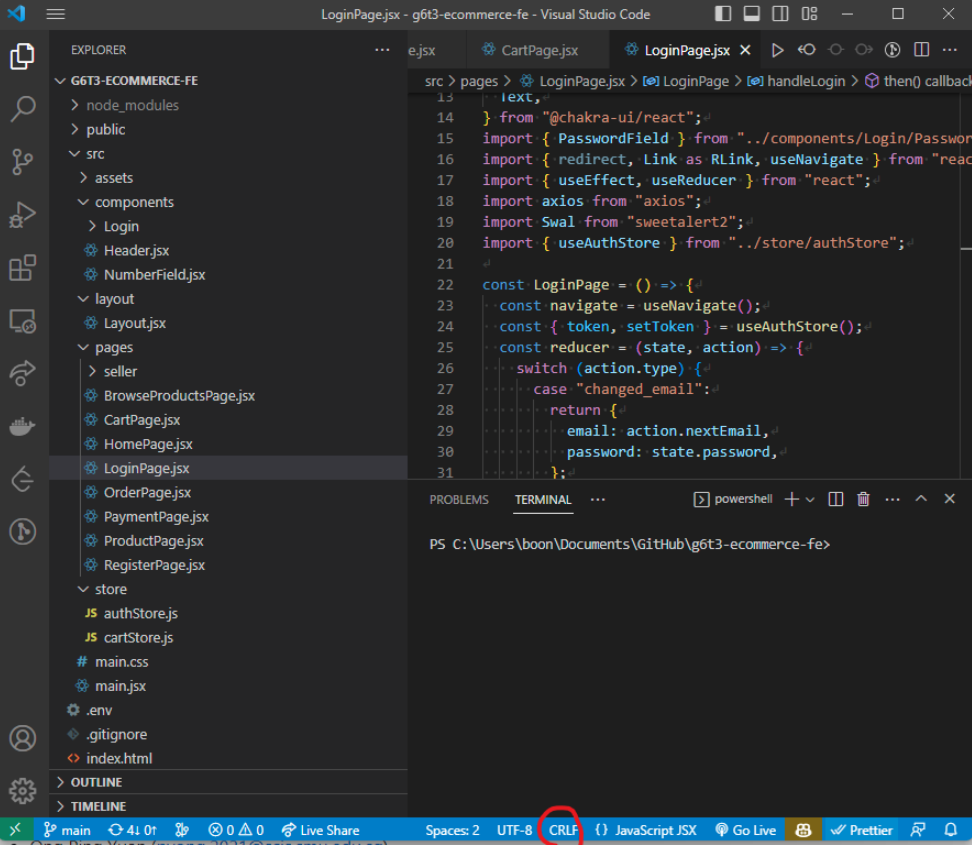 LoginPage.jsx - g6t3-ecommerce-fe - Visual Studio Code
EXPLORER
G6T3-ECOMMERCE-FE
node_modules
public
src
assets
components
Login
Header.jsx
NumberField.jsx
layout
Layout.jsx
pages
seller
BrowseProductsPage.jsx
CartPage.jsx
HomePage.jsx
LoginPage.jsx
OrderPage.jsx
PaymentPage.jsx
ProductPage.jsx
RegisterPage.jsx
store
JS authStore.js
JS cartStore.js
# main.css
main.jsx
.env
.gitignore
<> index.html
OUTLINE
TIMELINE
e.jsx CartPage.jsx LoginPage.jsx
src > pages > LoginPage.jsx > LoginPage > handleLogin > then() callback
13 Text,
14 } from "@chakra-ui/react";
15 import { PasswordField } from "../components/Login/Passwor
16 import { redirect, Link as RLink, useNavigate } from "reac
17 import { useEffect, useReducer } from "react";
18 import axios from "axios";
19 import Swal from "sweetalert2";
20 import { useAuthStore } from "../store/authStore";
21
22 const LoginPage = () => {
23 const navigate = useNavigate();
24 const { token, setToken } = useAuthStore();
25 const reducer = (state, action) => {
26 switch (action.type) {
27 case "changed_email":
28 return {
29 email: action.nextEmail,
30 password: state.password,
31 };
PROBLEMS TERMINAL powershell
PS C:\Users\boon\Documents\GitHub\g6t3-ecommerce-fe>
main 4↓ 0↑ 0 0 Live Share Spaces: 2 UTF-8 CRLF {} JavaScript JSX Go Live Prettier